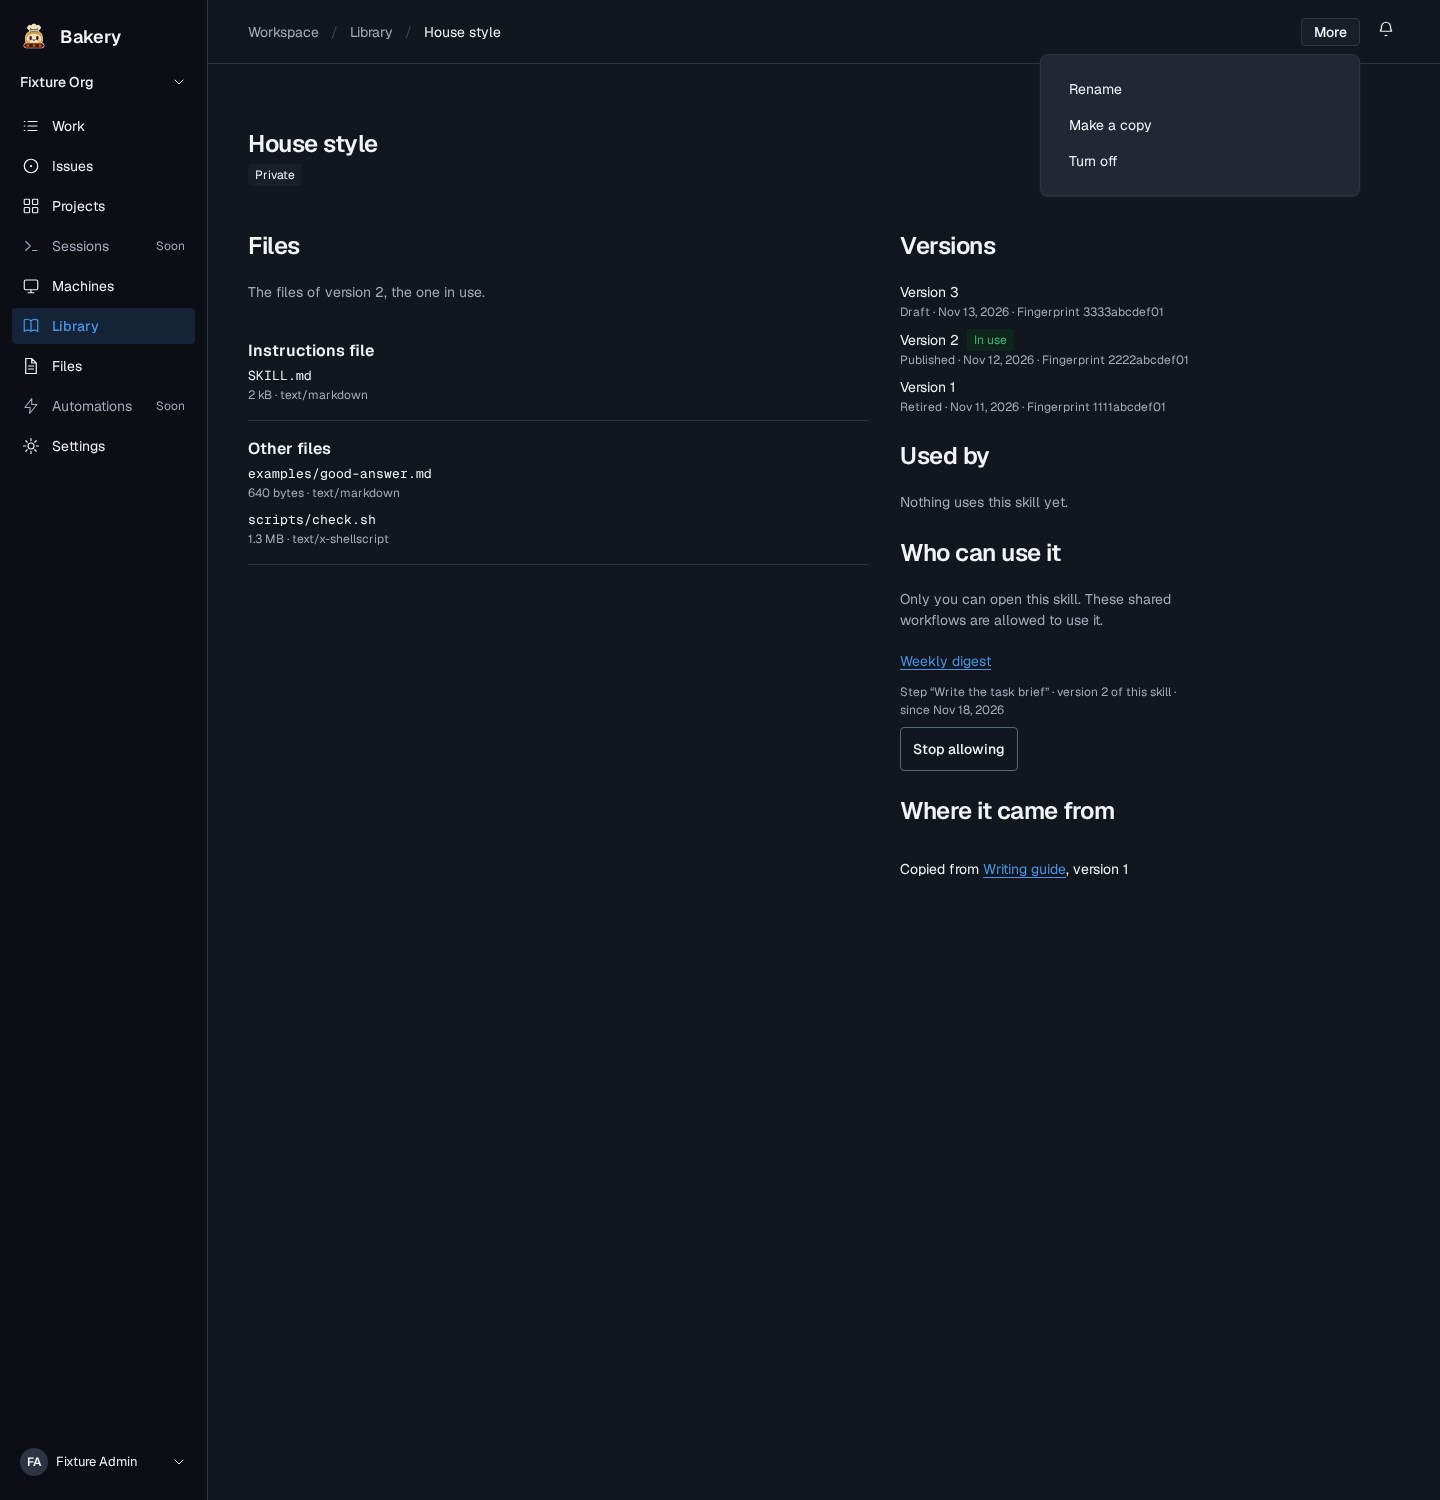 Bakery
Fixture Org
Work
Issues
Projects
Sessions Soon
Machines
Library
Files
Automations Soon
Settings
FA Fixture Admin
Workspace / Library / House style
More
Rename
Make a copy
Turn off
House style
Private
Files
The files of version 2, the one in use.
Instructions file
SKILL.md
2 kB · text/markdown
Other files
examples/good-answer.md
640 bytes · text/markdown
scripts/check.sh
1.3 MB · text/x-shellscript
Versions
Version 3
Draft · Nov 13, 2026 · Fingerprint 3333abcdef01
Version 2 In use
Published · Nov 12, 2026 · Fingerprint 2222abcdef01
Version 1
Retired · Nov 11, 2026 · Fingerprint 1111abcdef01
Used by
Nothing uses this skill yet.
Who can use it
Only you can open this skill. These shared
workflows are allowed to use it.
Weekly digest
Step “Write the task brief” · version 2 of this skill ·
since Nov 18, 2026
Stop allowing
Where it came from
Copied from Writing guide, version 1